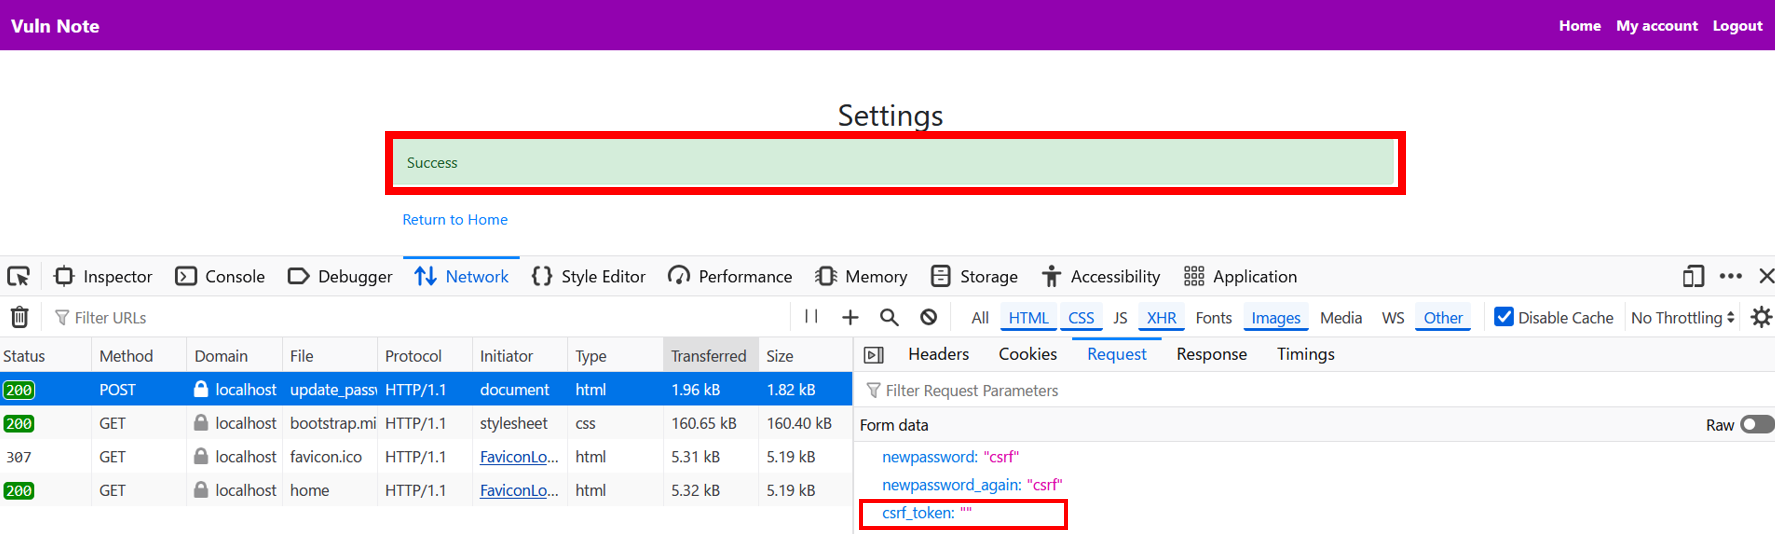 Vuln Note Home My account Logout
Settings
Success
Return to Home
Inspector Console Debugger Network Style Editor Performance Memory Storage Accessibility Application
Filter URLs All HTML CSS JS XHR Fonts Images Media WS Other Disable Cache No Throttling
Status Method Domain File Protocol Initiator Type Transferred Size Headers Cookies Request Response Timings
200 POST localhost update_passw HTTP/1.1 document html 1.96 kB 1.82 kB Filter Request Parameters
200 GET localhost bootstrap.mi HTTP/1.1 stylesheet css 160.65 kB 160.40 kB Form data Raw
307 GET localhost favicon.ico HTTP/1.1 FaviconLo... html 5.31 kB 5.19 kB newpassword: "csrf"
200 GET localhost home HTTP/1.1 FaviconLo... html 5.32 kB 5.19 kB newpassword_again: "csrf"
csrf_token: ""